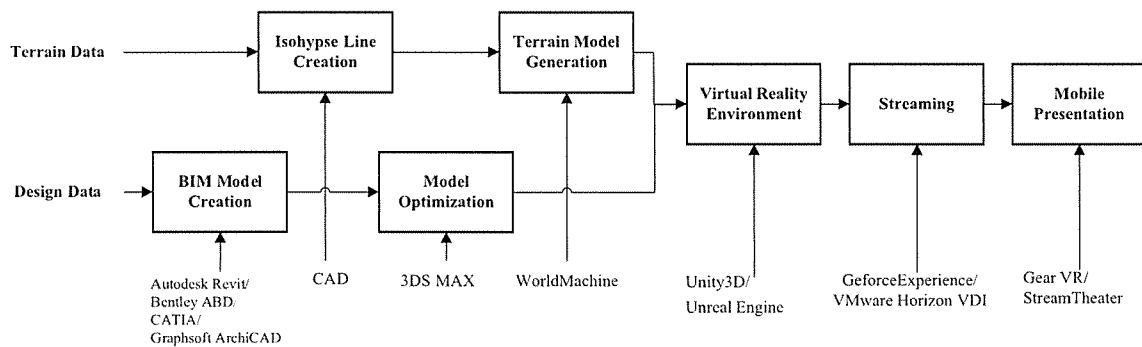 Terrain Data
Isohypse Line
Creation
Terrain Model
Generation
Virtual Reality
Environment
Streaming
Mobile
Presentation
Design Data
BIM Model
Creation
Model
Optimization
Autodesk Revit/
Bentley ABD/
CATIA/
Graphsoft ArchiCAD
CAD
3DS MAX
WorldMachine
Unity3D/
Unreal Engine
GeforceExperience/
VMware Horizon VDI
Gear VR/
StreamTheater